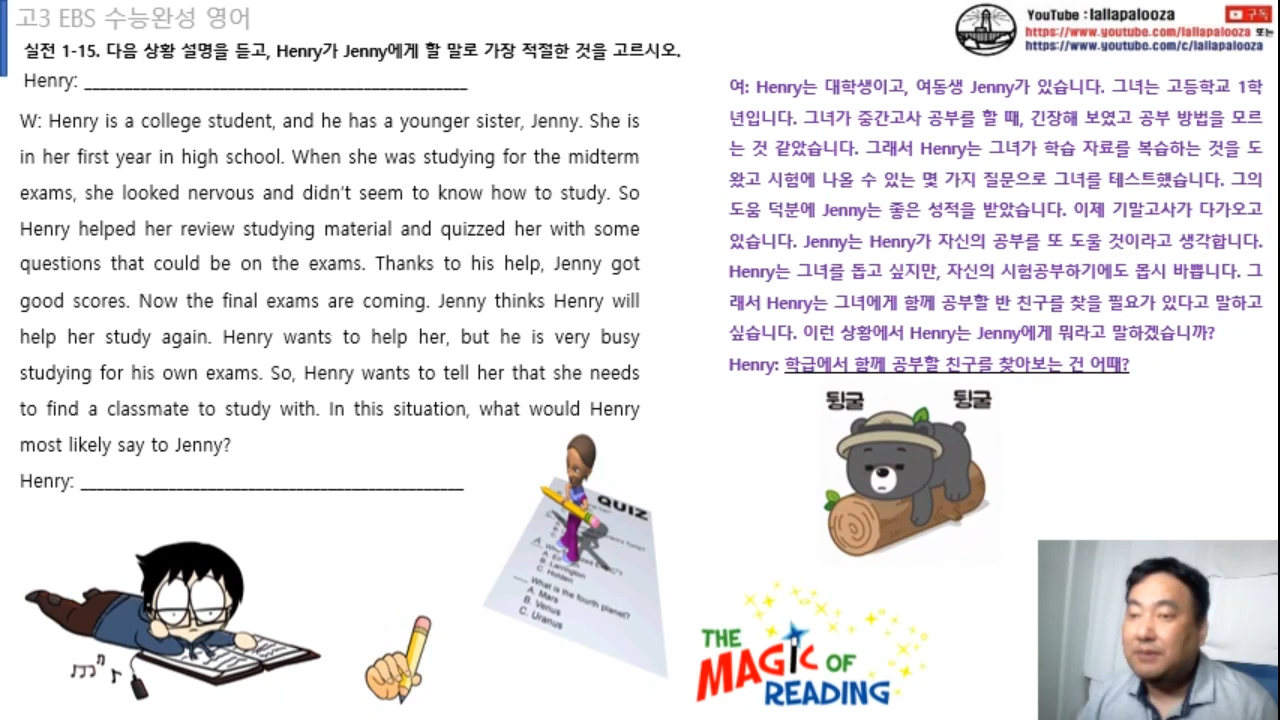 고3 EBS 수능완성 영어
YouTube : lallapalooza
구독
https://www.youtube.com/lallapalooza 또는
https://www.youtube.com/c/lallapalooza
실전 1-15. 다음 상황 설명을 듣고, Henry가 Jenny에게 할 말로 가장 적절한 것을 고르시오.
Henry: ________________________________________________
W: Henry is a college student, and he has a younger sister, Jenny. She is
in her first year in high school. When she was studying for the midterm
exams, she looked nervous and didn't seem to know how to study. So
Henry helped her review studying material and quizzed her with some
questions that could be on the exams. Thanks to his help, Jenny got
good scores. Now the final exams are coming. Jenny thinks Henry will
help her study again. Henry wants to help her, but he is very busy
studying for his own exams. So, Henry wants to tell her that she needs
to find a classmate to study with. In this situation, what would Henry
most likely say to Jenny?
Henry: ________________________________________________
여: Henry는 대학생이고, 여동생 Jenny가 있습니다. 그녀는 고등학교 1학
년입니다. 그녀가 중간고사 공부를 할 때, 긴장해 보였고 공부 방법을 모르
는 것 같았습니다. 그래서 Henry는 그녀가 학습 자료를 복습하는 것을 도
왔고 시험에 나올 수 있는 몇 가지 질문으로 그녀를 테스트했습니다. 그의
도움 덕분에 Jenny는 좋은 성적을 받았습니다. 이제 기말고사가 다가오고
있습니다. Jenny는 Henry가 자신의 공부를 또 도울 것이라고 생각합니다.
Henry는 그녀를 돕고 싶지만, 자신의 시험공부하기에도 몹시 바쁩니다. 그
래서 Henry는 그녀에게 함께 공부할 반 친구를 찾을 필요가 있다고 말하고
싶습니다. 이런 상황에서 Henry는 Jenny에게 뭐라고 말하겠습니까?
Henry: 학급에서 함께 공부할 친구를 찾아보는 건 어때?
뒹굴 뒹굴
QUIZ
B. Larrington
C. Holden
What is the fourth planet?
A. Mars
B. Venus
C. Uranus
THE
MAGIC OF
READING